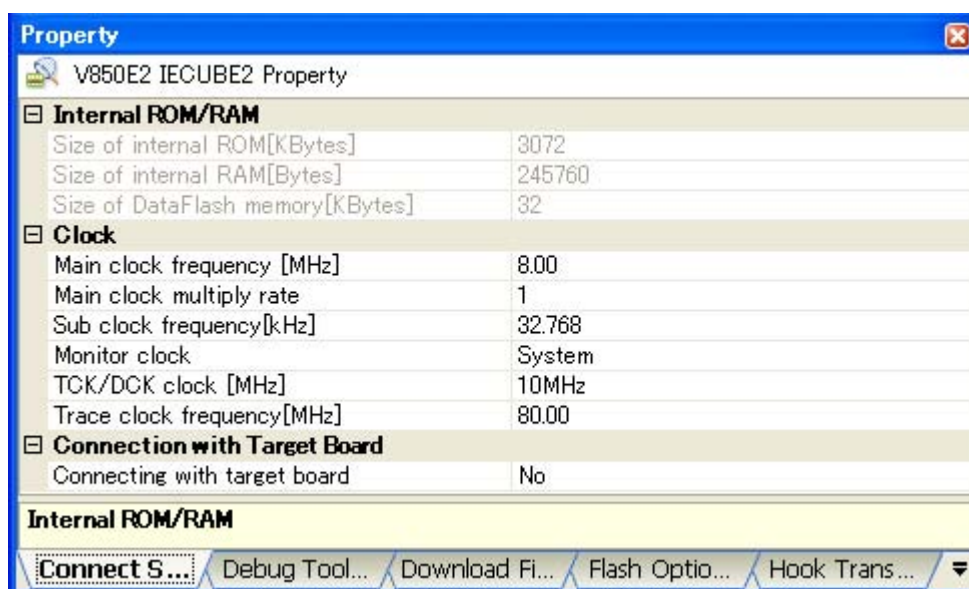 Property
V850E2 IECUBE2 Property
Internal ROM/RAM
Size of internal ROM[KBytes] 3072
Size of internal RAM[Bytes] 245760
Size of DataFlash memory[KBytes] 32
Clock
Main clock frequency [MHz] 8.00
Main clock multiply rate 1
Sub clock frequency[kHz] 32.768
Monitor clock System
TCK/DCK clock [MHz] 10MHz
Trace clock frequency[MHz] 80.00
Connection with Target Board
Connecting with target board No
Internal ROM/RAM
Connect S... Debug Tool... Download Fi... Flash Optio... Hook Trans...